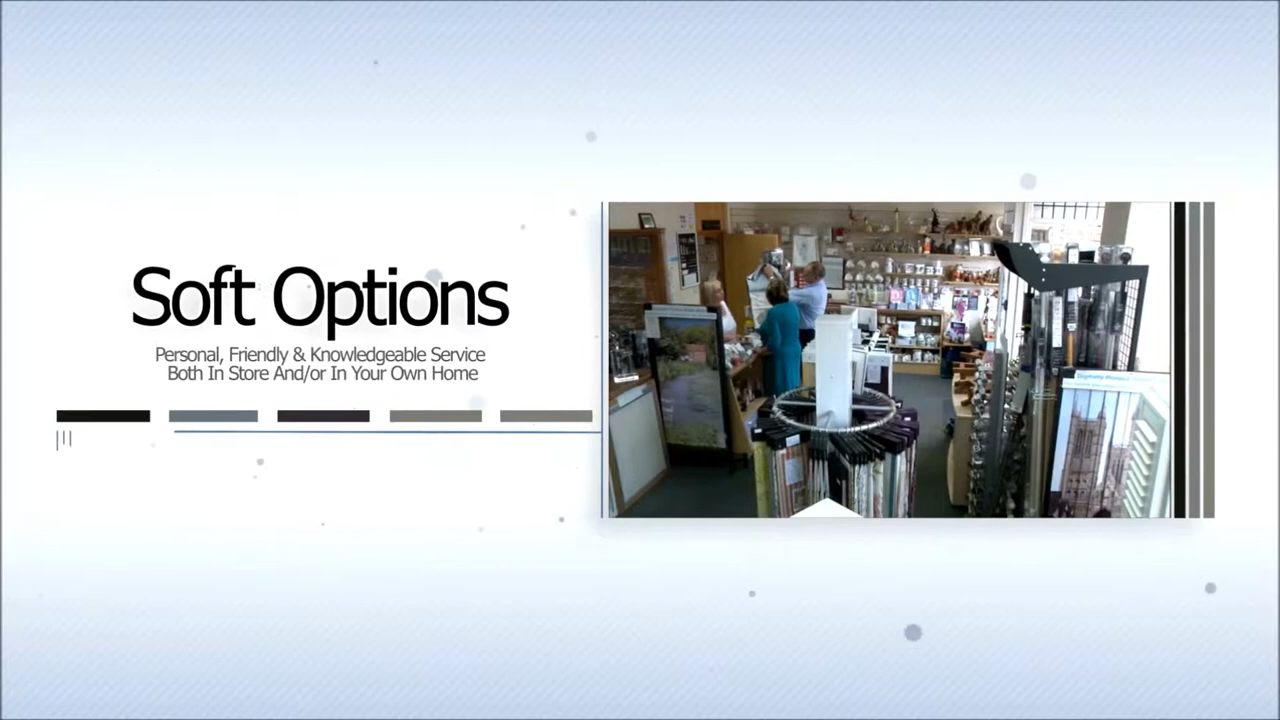 Soft Options
Personal, Friendly & Knowledgeable Service
Both In Store And/or In Your Own Home